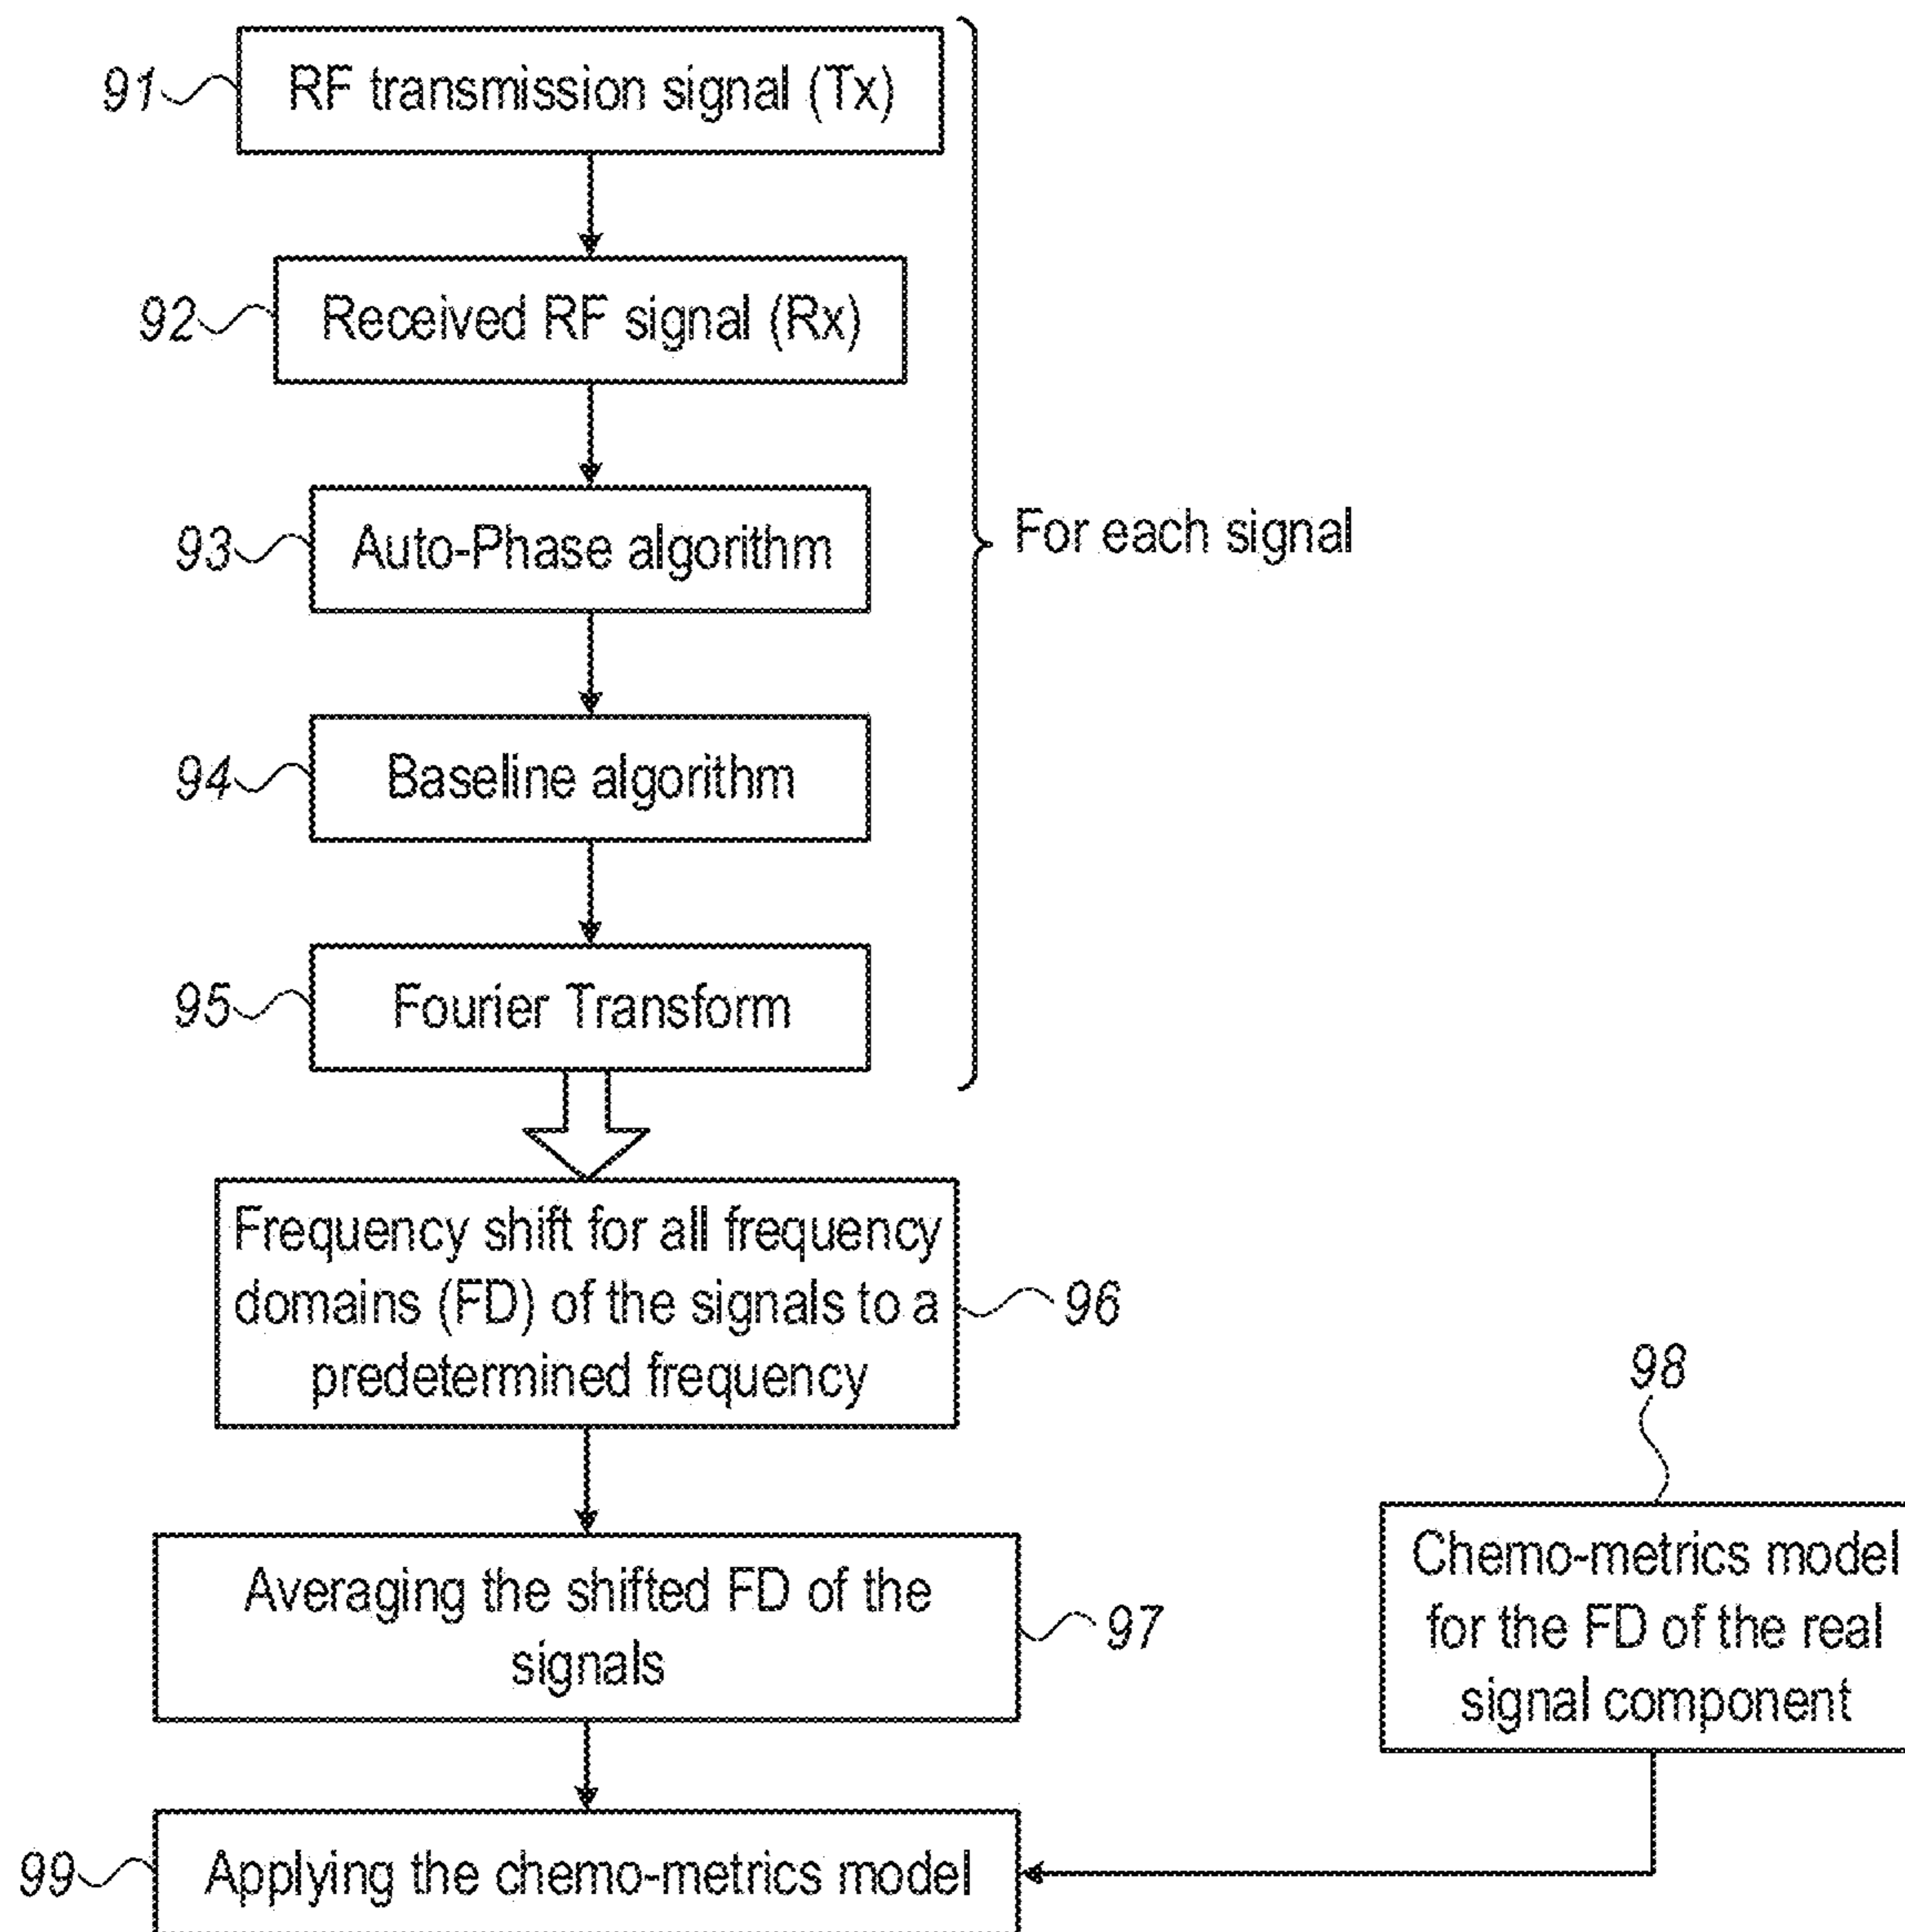 91
RF transmission signal (Tx)
92
Received RF signal (Rx)
93
Auto-Phase algorithm
For each signal
94
Baseline algorithm
95
Fourier Transform
Frequency shift for all frequency
domains (FD) of the signals to a
predetermined frequency
96
98
Averaging the shifted FD of the
signals
97
Chemo-metrics model
for the FD of the real
signal component
99
Applying the chemo-metrics model